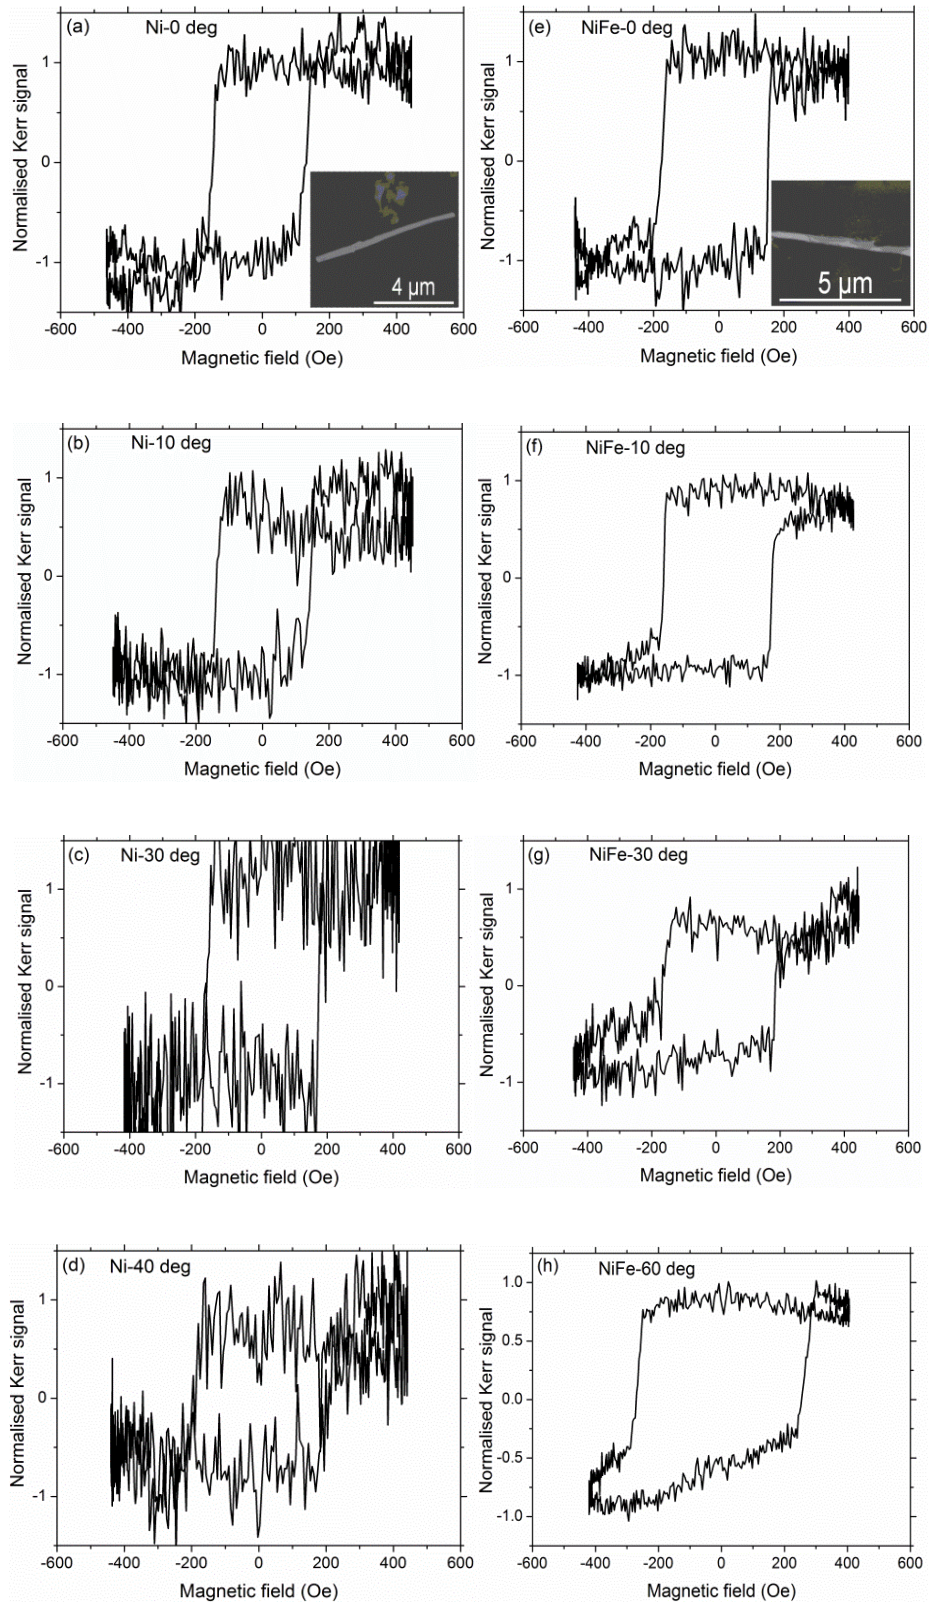 (a) Ni-0 deg
Normalised Kerr signal
1
0
-1
4 µm
-600 -400 -200 0 200 400 600
Magnetic field (Oe)
(e) NiFe-0 deg
Normalised Kerr signal
1
0
-1
5 µm
-600 -400 -200 0 200 400 600
Magnetic field (Oe)
(b) Ni-10 deg
Normalised Kerr signal
1
0
-1
-600 -400 -200 0 200 400 600
Magnetic field (Oe)
(f) NiFe-10 deg
Normalised Kerr signal
1
0
-1
-600 -400 -200 0 200 400 600
Magnetic field (Oe)
(c) Ni-30 deg
Normalised Kerr signal
1
0
-1
-600 -400 -200 0 200 400 600
Magnetic field (Oe)
(g) NiFe-30 deg
Normalised Kerr signal
1
0
-1
-600 -400 -200 0 200 400 600
Magnetic field (Oe)
(d) Ni-40 deg
Normalised Kerr signal
1
0
-1
-600 -400 -200 0 200 400 600
Magnetic field (Oe)
(h) NiFe-60 deg
Normalised Kerr signal
1.0
0.5
0.0
-0.5
-1.0
-600 -400 -200 0 200 400 600
Magnetic field (Oe)